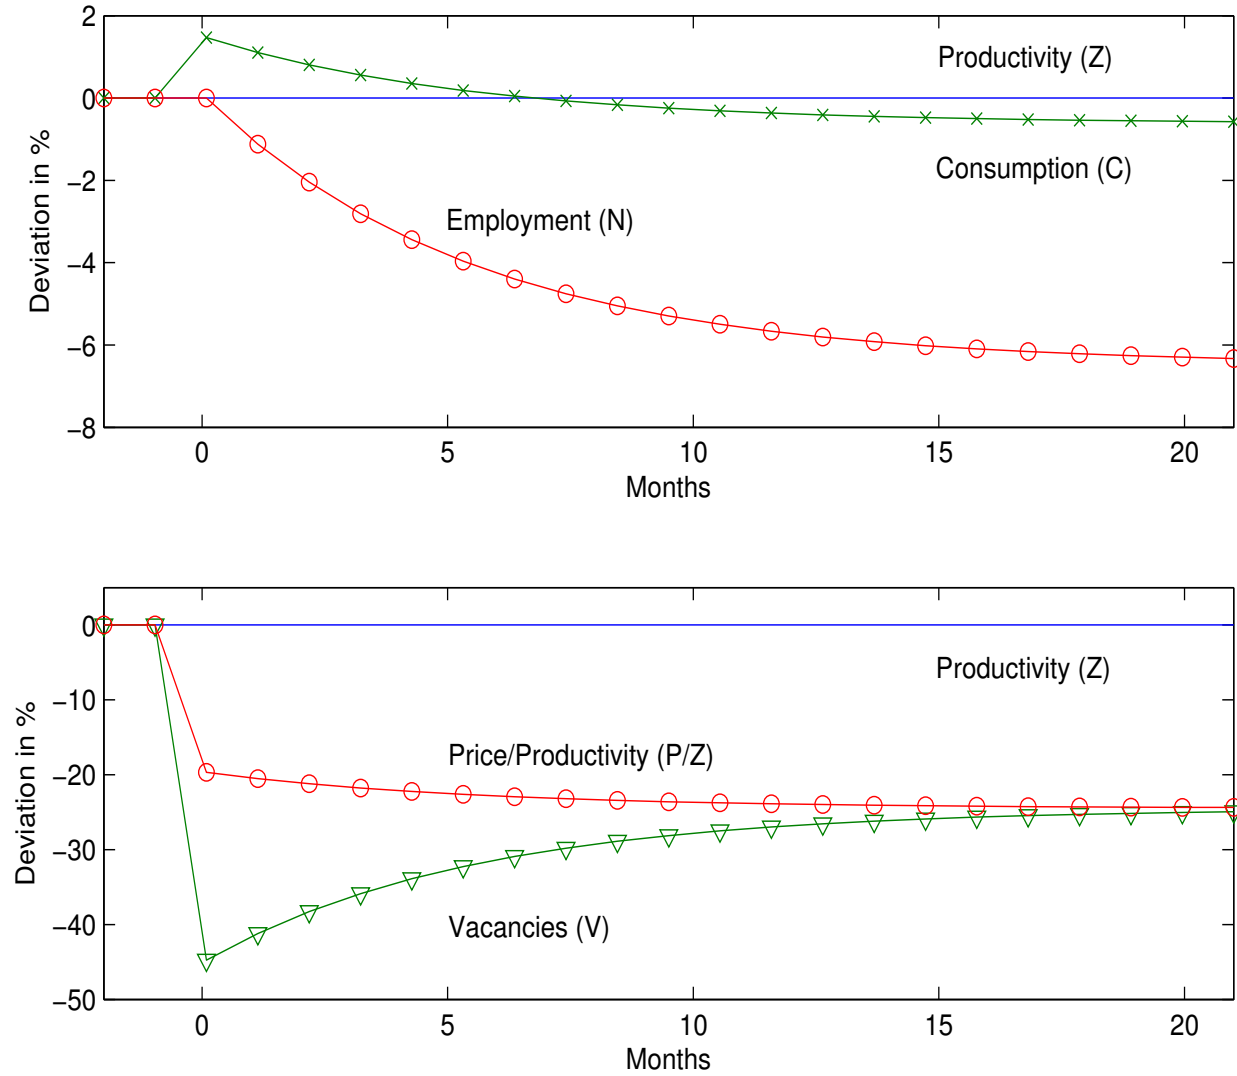 2
0
−2
−4
−6
−8
Deviation in %
Productivity (Z)
Consumption (C)
Employment (N)
0 5 10 15 20
Months
0
−10
−20
−30
−40
−50
Deviation in %
Productivity (Z)
Price/Productivity (P/Z)
Vacancies (V)
0 5 10 15 20
Months